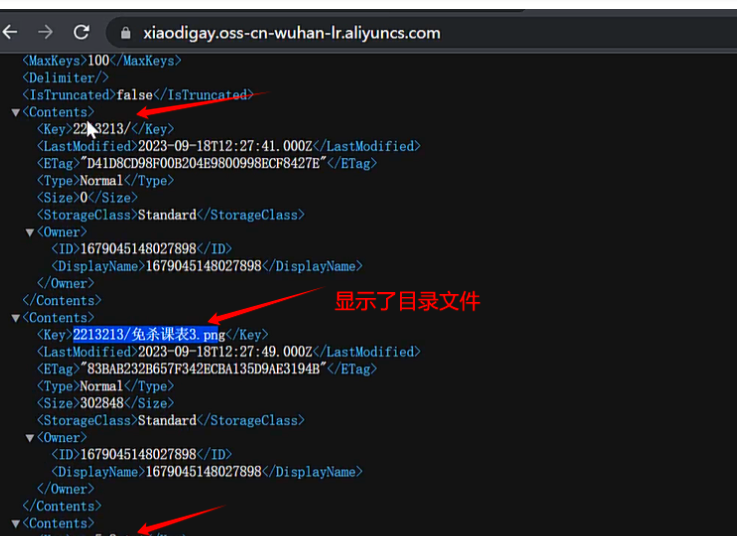 xiaodigay.oss-cn-wuhan-lr.aliyuncs.com
<MaxKeys>100</MaxKeys>
<Delimiter/>
<IsTruncated>false</IsTruncated>
▼<Contents>
<Key>2213213/</Key>
<LastModified>2023-09-18T12:27:41.000Z</LastModified>
<ETag>"D41D8CD98F00B204E9800998ECF8427E"</ETag>
<Type>Normal</Type>
<Size>0</Size>
<StorageClass>Standard</StorageClass>
▼<Owner>
<ID>1679045148027898</ID>
<DisplayName>1679045148027898</DisplayName>
</Owner>
</Contents>
显示了目录文件
▼<Contents>
<Key>2213213/免杀课表3.png</Key>
<LastModified>2023-09-18T12:27:49.000Z</LastModified>
<ETag>"83BAB232B657F342ECBA135D9AE3194B"</ETag>
<Type>Normal</Type>
<Size>302848</Size>
<StorageClass>Standard</StorageClass>
▼<Owner>
<ID>1679045148027898</ID>
<DisplayName>1679045148027898</DisplayName>
</Owner>
</Contents>
▼<Contents>